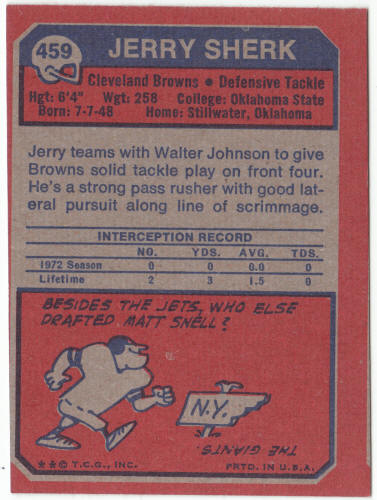 459
JERRY SHERK
Cleveland Browns ● Defensive Tackle
Hgt: 6'4" Wgt: 258 College: Oklahoma State
Born: 7-7-48 Home: Stillwater, Oklahoma
Jerry teams with Walter Johnson to give
Browns solid tackle play on front four.
He's a strong pass rusher with good lat-
eral pursuit along line of scrimmage.
INTERCEPTION RECORD
NO. YDS. AVG. TDS.
1972 Season 0 0 0.0 0
Lifetime 2 3 1.5 0
BESIDES THE JETS, WHO ELSE
DRAFTED MATT SNELL?
N.Y.
THE GIANTS.
**© T.C.G., INC. PRTD. IN U.S.A.